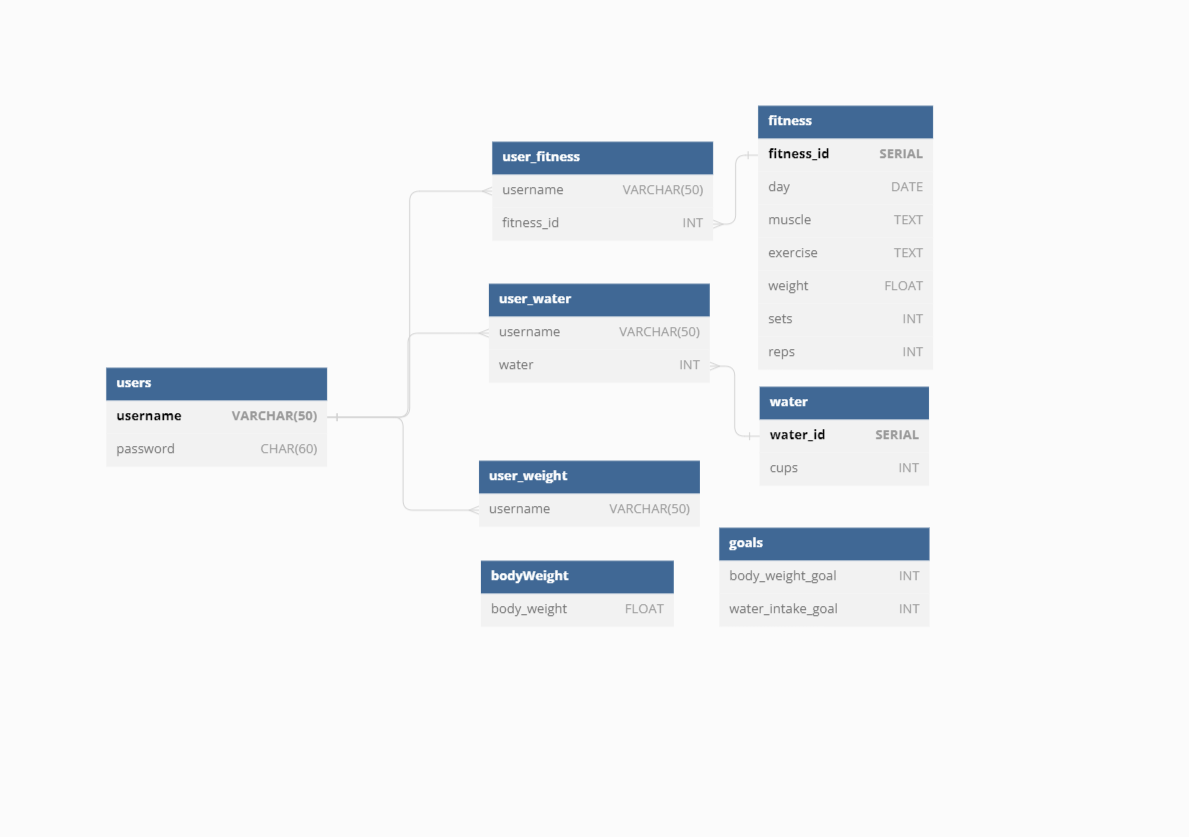 fitness
fitness_id SERIAL
day DATE
muscle TEXT
exercise TEXT
weight FLOAT
sets INT
reps INT
user_fitness
username VARCHAR(50)
fitness_id INT
user_water
username VARCHAR(50)
water INT
users
username VARCHAR(50)
password CHAR(60)
water
water_id SERIAL
cups INT
user_weight
username VARCHAR(50)
goals
body_weight_goal INT
water_intake_goal INT
bodyWeight
body_weight FLOAT